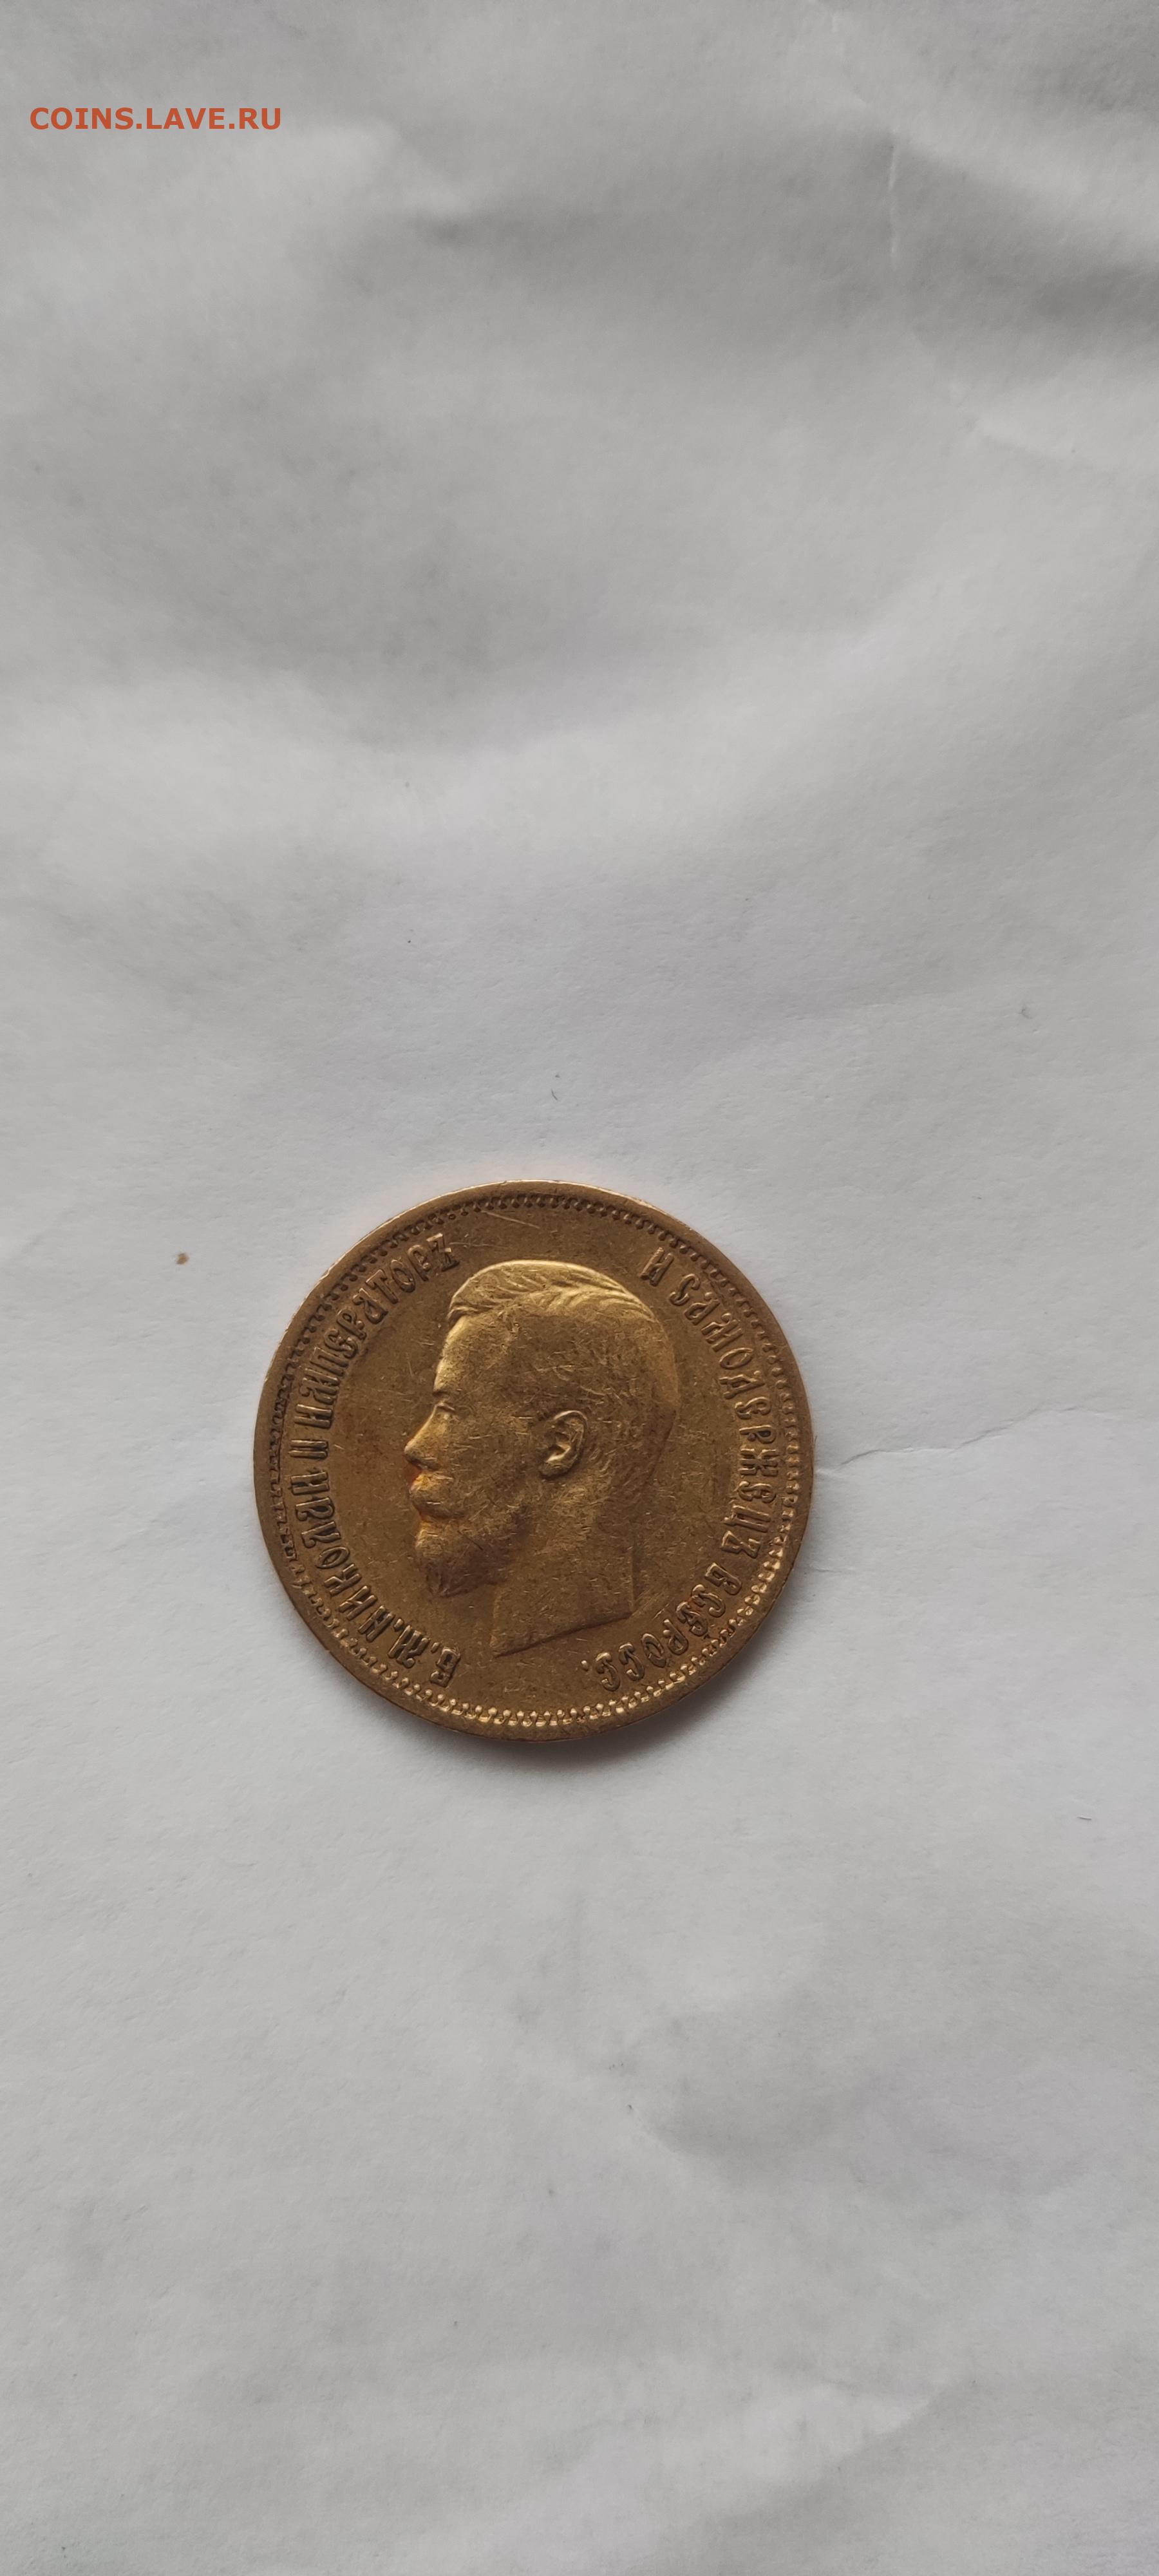 COINS.LAVE.RU
Б.М.НИКОЛАЙ II ИМПЕРАТОРЪ И САМОДЕРЖЕЦЪ ВСЕРОСС.